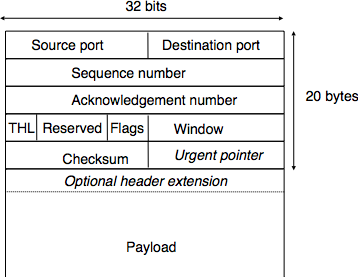 32 bits
Source port Destination port
Sequence number
Acknowledgement number
20 bytes
THL Reserved Flags Window
Checksum Urgent pointer
Optional header extension
Payload